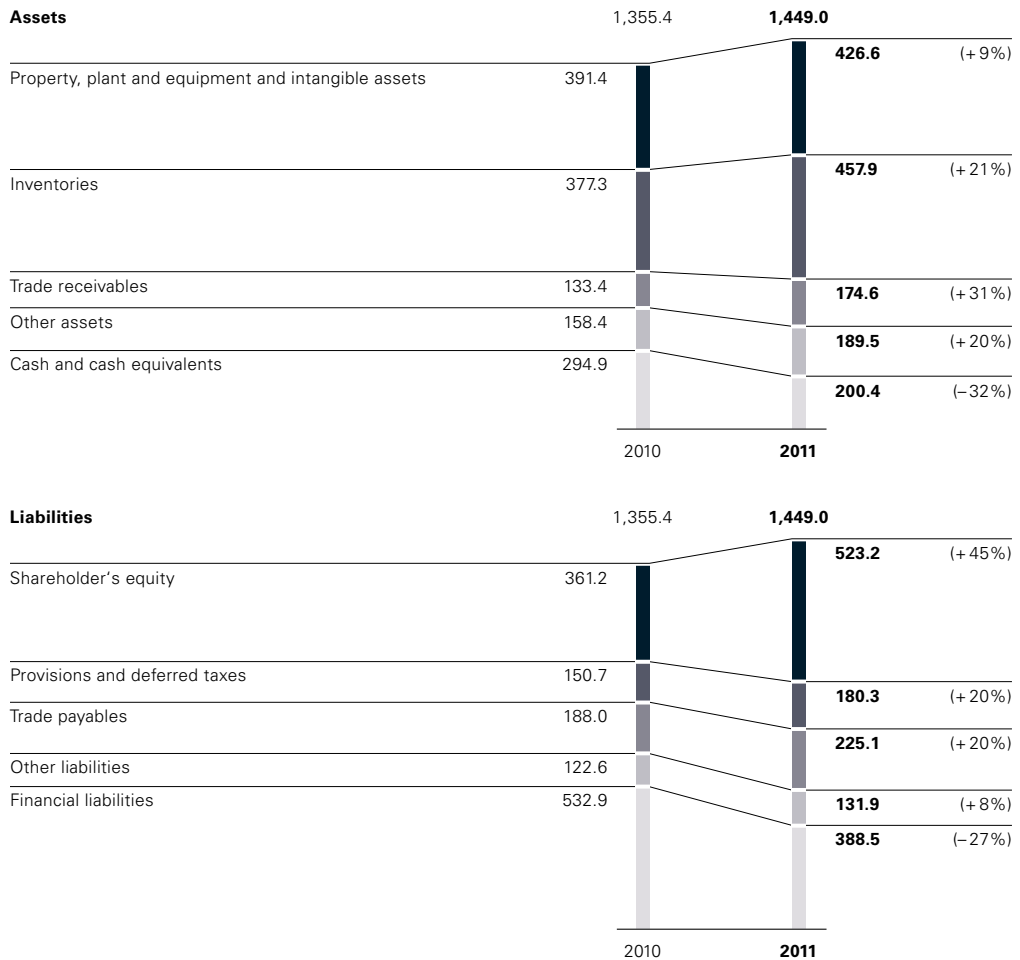 Assets 1,355.4 1,449.0
426.6 (+ 9%)
Property, plant and equipment and intangible assets 391.4
457.9 (+ 21%)
Inventories 377.3
Trade receivables 133.4
174.6 (+ 31%)
Other assets 158.4
189.5 (+ 20%)
Cash and cash equivalents 294.9
200.4 (– 32%)
2010 2011
Liabilities 1,355.4 1,449.0
523.2 (+ 45%)
Shareholder‘s equity 361.2
Provisions and deferred taxes 150.7
180.3 (+ 20%)
Trade payables 188.0
225.1 (+ 20%)
Other liabilities 122.6
Financial liabilities 532.9
131.9 (+ 8%)
388.5 (– 27%)
2010 2011